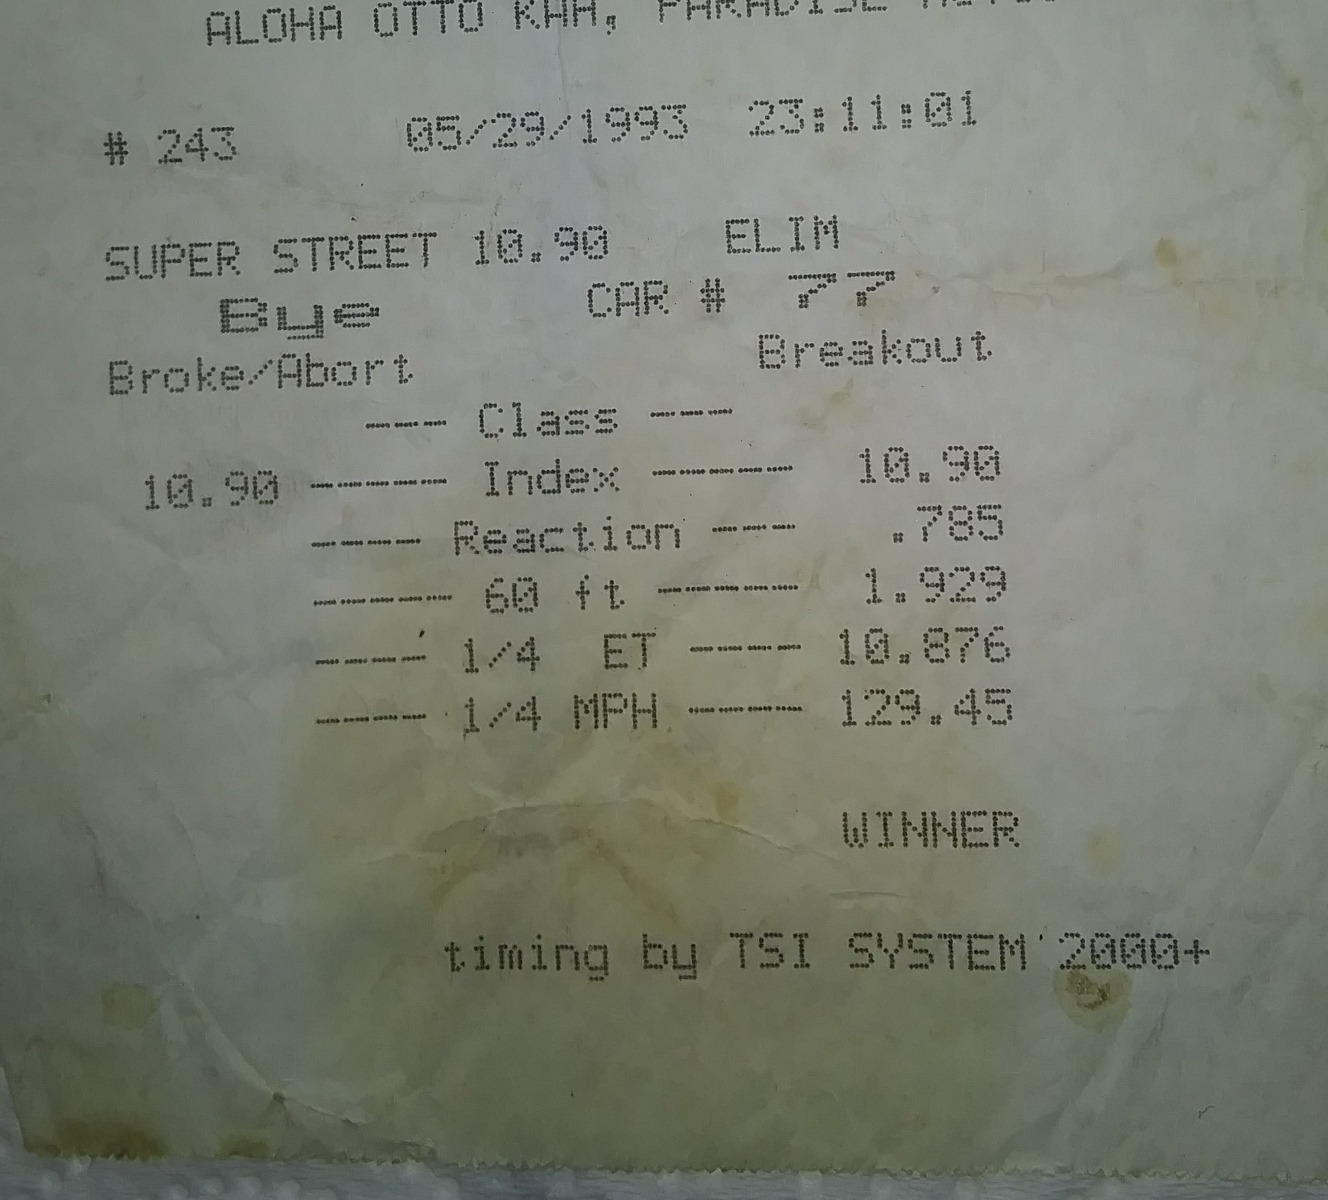 ALOHA OTTO KAH, PARADISE
# 243 05/29/1993 23:11:01
SUPER STREET 10.90 ELIM
Bye CAR # 77
Broke/Abort Breakout
--- Class ---
10.90 ----- Index ----- 10.90
---- Reaction --- .785
----- 60 ft ----- 1.929
---- 1/4 ET ---- 10.876
---- 1/4 MPH ---- 129.45
WINNER
timing by TSI SYSTEM 2000+